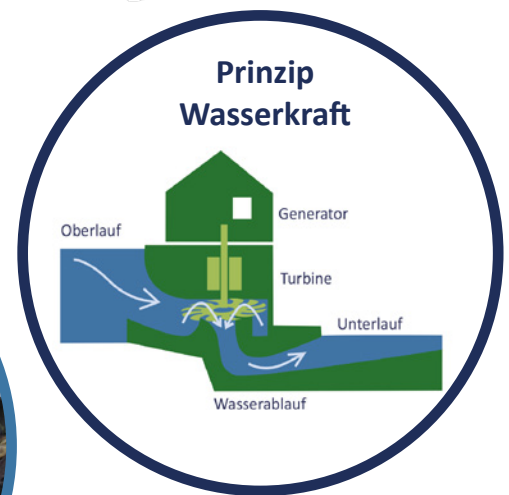 Prinzip
Wasserkraft
Oberlauf
Generator
Turbine
Unterlauf
Wasserablauf